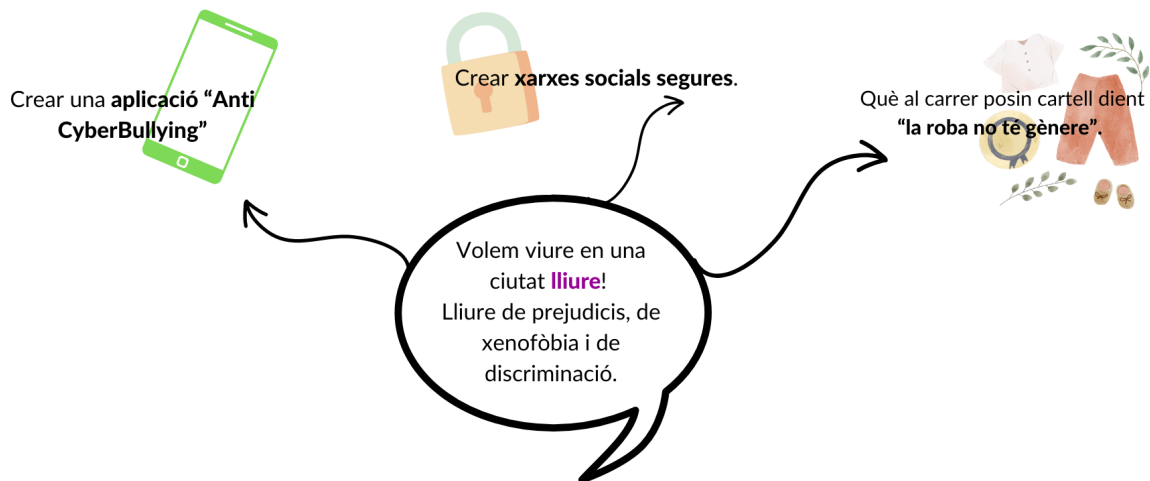 Crear una aplicació “Anti
CyberBullying”
Crear xarxes socials segures.
Què al carrer posin cartell dient
“la roba no té gènere”.
Volem viure en una
ciutat lliure!
Lliure de prejudicis, de
xenofòbia i de
discriminació.